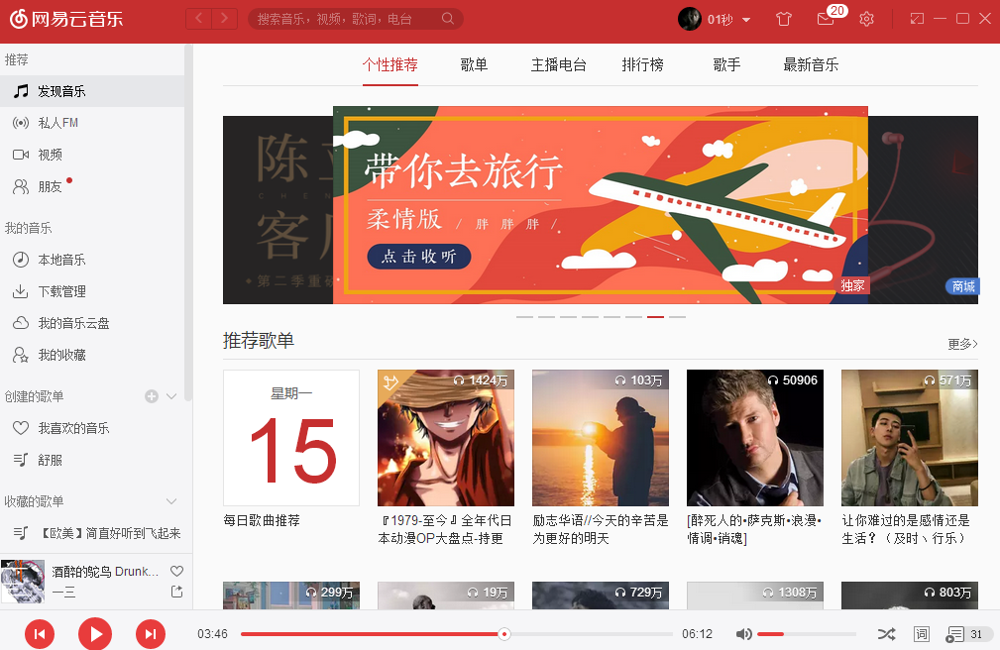 网易云音乐
搜索音乐，视频，歌词，电台
01秒
20
推荐
发现音乐
私人FM
视频
朋友
我的音乐
本地音乐
下载管理
我的音乐云盘
我的收藏
创建的歌单
我喜欢的音乐
舒服
收藏的歌单
【欧美】简直好听到飞起来
酒醉的鸵鸟 Drunk...
一三
个性推荐
歌单
主播电台
排行榜
歌手
最新音乐
陈立
CHEN
客厅
第二季重磅
带你去旅行
柔情版 / 胖 胖 胖 /
点击收听
独家
商城
推荐歌单
更多
星期一
15
每日歌曲推荐
1424万
『1979-至今』全年代日
本动漫OP大盘点-持更
103万
励志华语//今天的辛苦是
为更好的明天
50906
[醉死人的•萨克斯•浪漫•
情调•销魂]
571万
让你难过的是感情还是
生活？（及时丶行乐）
299万
19万
729万
1308万
803万
03:46
06:12
词
31